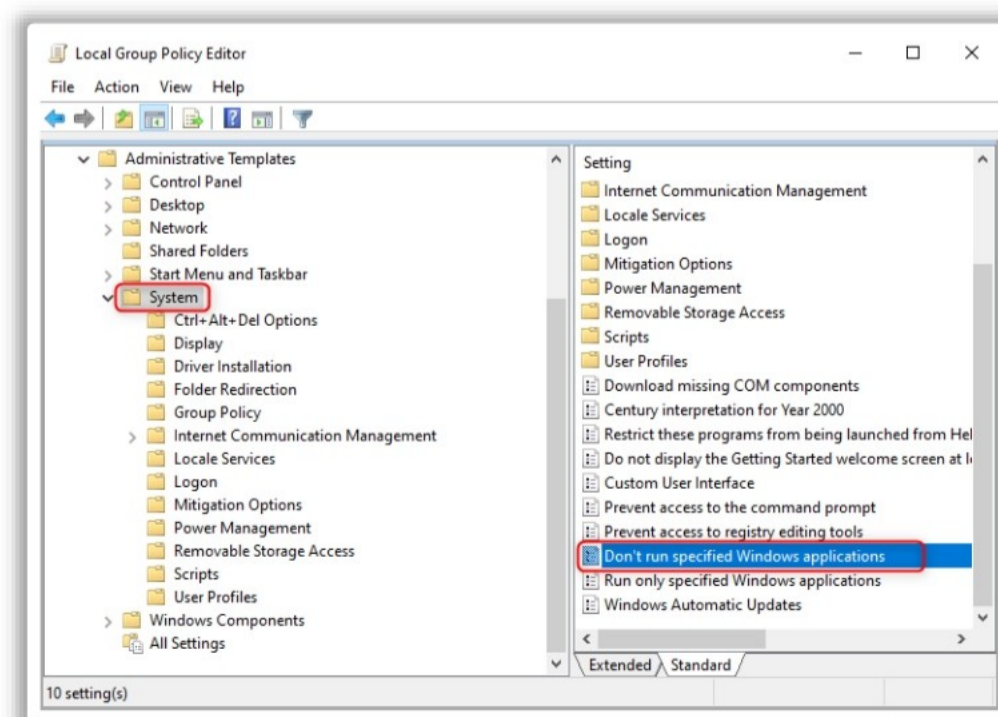 Local Group Policy Editor
File Action View Help
Administrative Templates
Control Panel
Desktop
Network
Shared Folders
Start Menu and Taskbar
System
Ctrl+Alt+Del Options
Display
Driver Installation
Folder Redirection
Group Policy
Internet Communication Management
Locale Services
Logon
Mitigation Options
Power Management
Removable Storage Access
Scripts
User Profiles
Windows Components
All Settings
Setting
Internet Communication Management
Locale Services
Logon
Mitigation Options
Power Management
Removable Storage Access
Scripts
User Profiles
Download missing COM components
Century interpretation for Year 2000
Restrict these programs from being launched from Hel
Do not display the Getting Started welcome screen at l
Custom User Interface
Prevent access to the command prompt
Prevent access to registry editing tools
Don't run specified Windows applications
Run only specified Windows applications
Windows Automatic Updates
Extended Standard
10 setting(s)